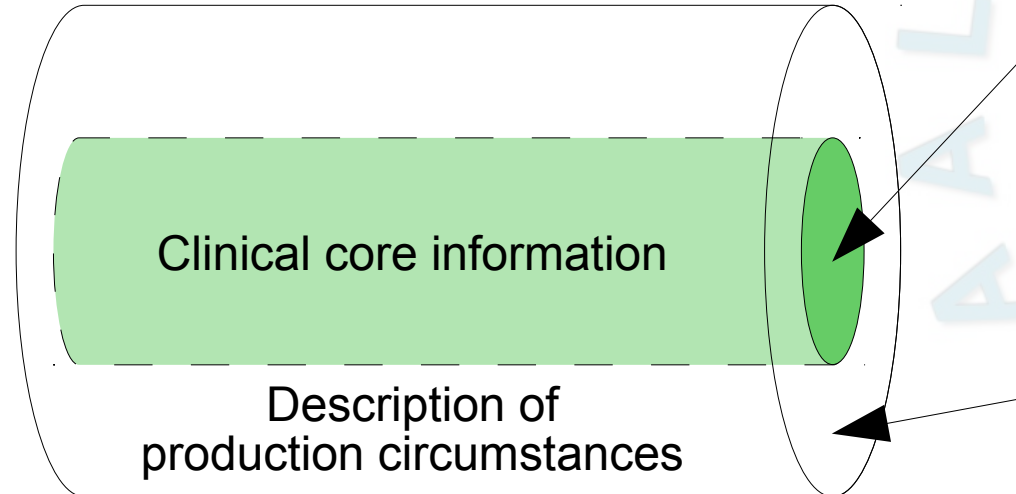 Clinical core information
Description of
production circumstances
A A L